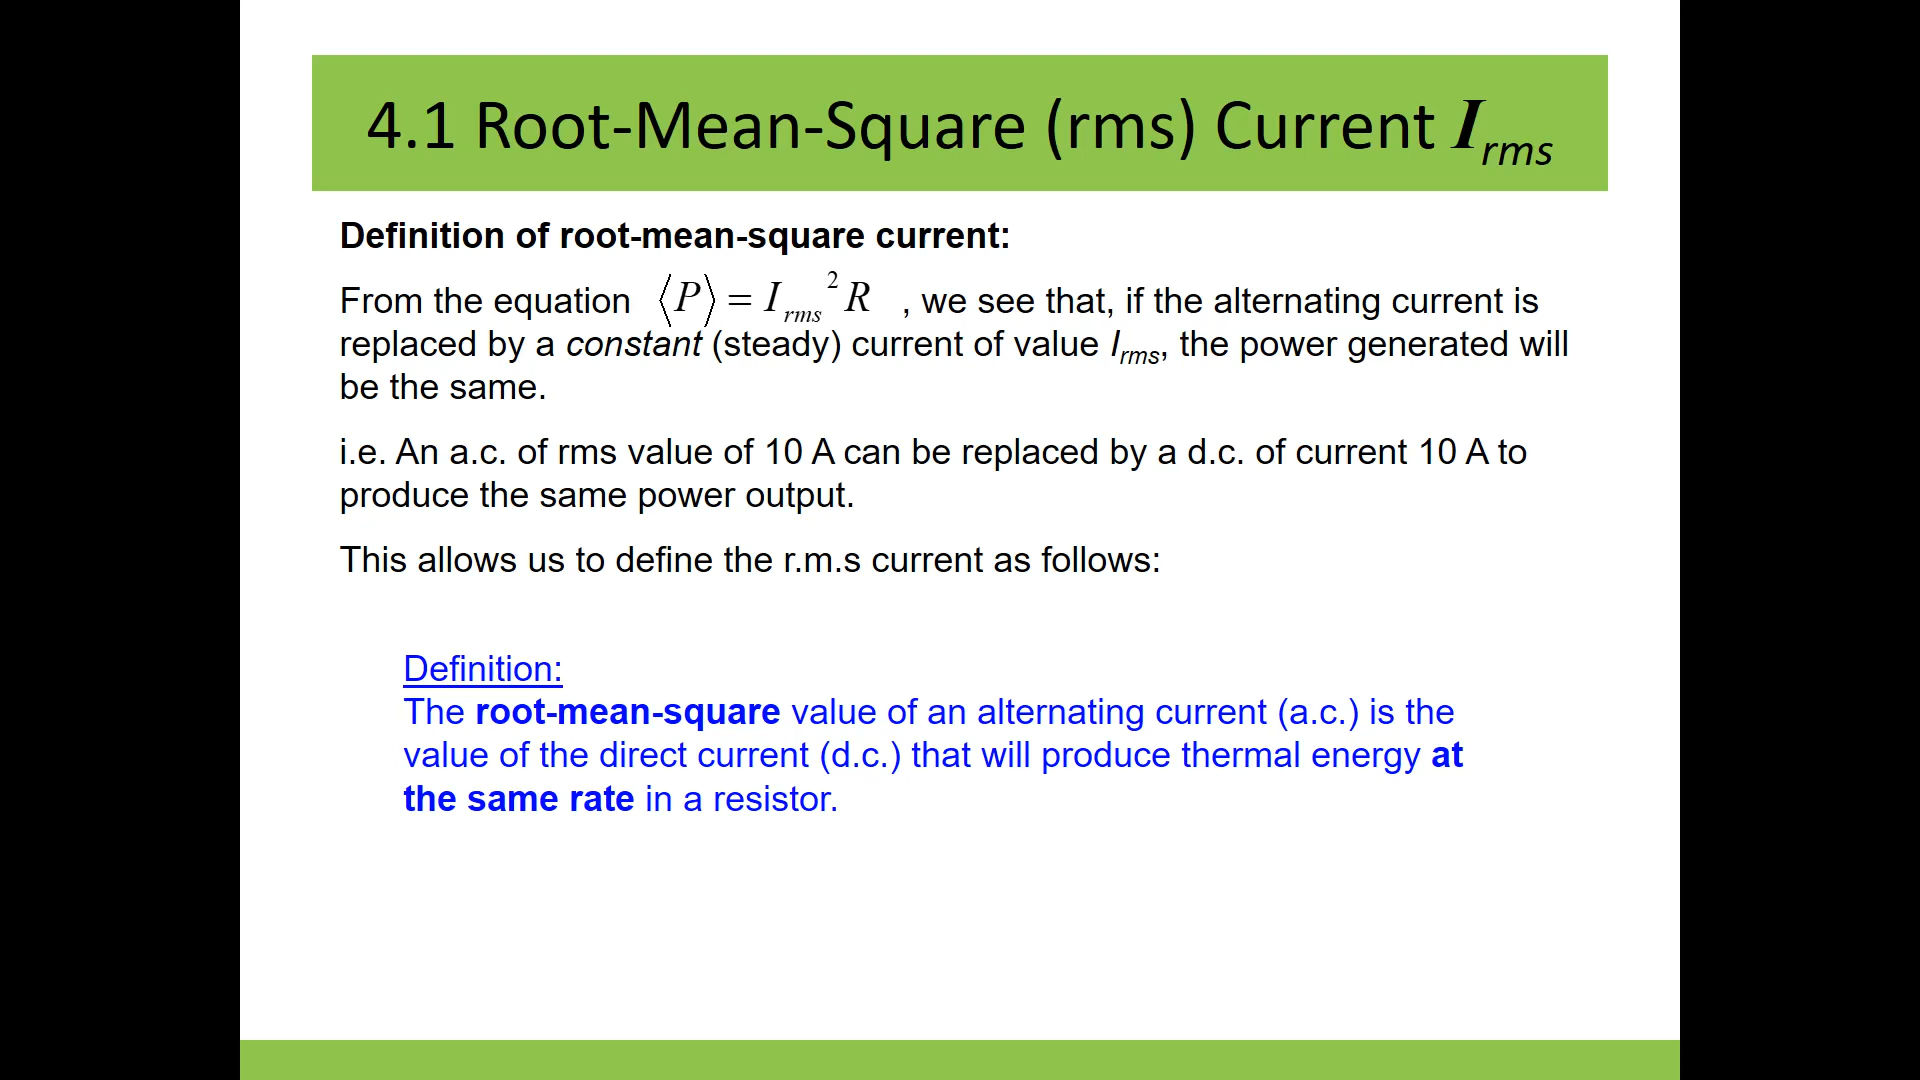 4.1 Root-Mean-Square (rms) Current I_rms
Definition of root-mean-square current:
From the equation ⟨P⟩ = I_rms² R , we see that, if the alternating current is
replaced by a constant (steady) current of value I_rms, the power generated will
be the same.
i.e. An a.c. of rms value of 10 A can be replaced by a d.c. of current 10 A to
produce the same power output.
This allows us to define the r.m.s current as follows:
Definition:
The root-mean-square value of an alternating current (a.c.) is the
value of the direct current (d.c.) that will produce thermal energy at
the same rate in a resistor.